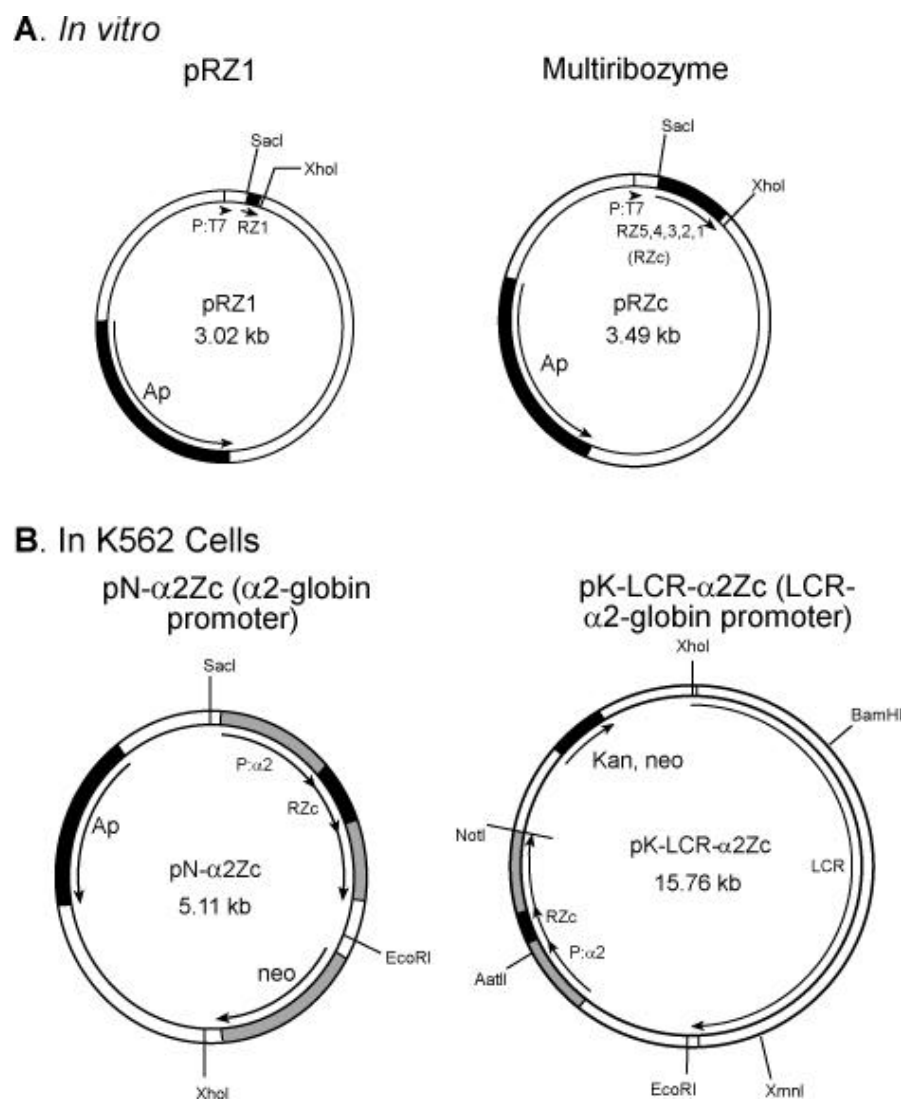 A. In vitro
pRZ1
Multiribozyme
SacI
XhoI
P:T7
RZ1
pRZ1
3.02 kb
Ap
SacI
XhoI
P:T7
RZ5,4,3,2,1
(RZc)
pRZc
3.49 kb
Ap
B. In K562 Cells
pN-α2Zc (α2-globin
promoter)
pK-LCR-α2Zc (LCR-
α2-globin promoter)
SacI
P:α2
RZc
Ap
pN-α2Zc
5.11 kb
EcoRI
neo
XhoI
XhoI
BamHI
Kan, neo
NotI
pK-LCR-α2Zc
15.76 kb
LCR
RZc
P:α2
AatII
EcoRI
XmnI